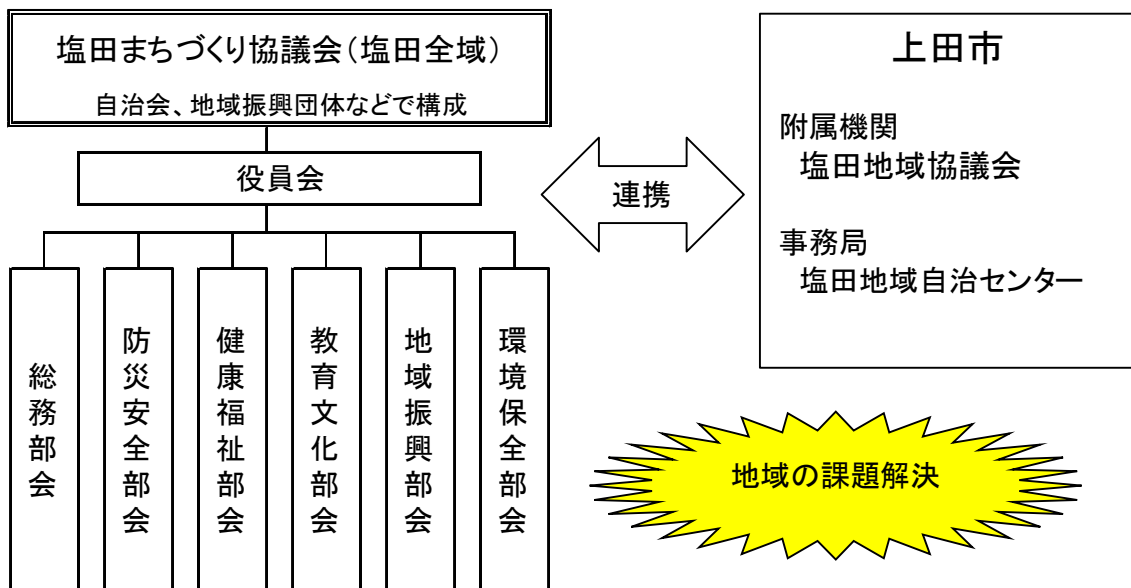 塩田まちづくり協議会(塩田全域)
自治会、地域振興団体などで構成
役員会
総務部会
防災安全部会
健康福祉部会
教育文化部会
地域振興部会
環境保全部会
連携
上田市
附属機関
塩田地域協議会
事務局
塩田地域自治センター
地域の課題解決